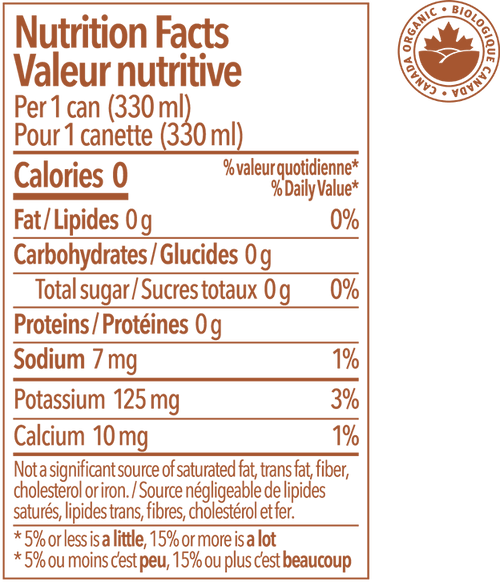 Nutrition Facts
Valeur nutritive
Per 1 can (330 ml)
Pour 1 canette (330 ml)
Calories 0
% valeur quotidienne*
% Daily Value*
Fat / Lipides 0 g 0%
Carbohydrates / Glucides 0 g
Total sugar / Sucres totaux 0 g 0%
Proteins / Protéines 0 g
Sodium 7 mg 1%
Potassium 125 mg 3%
Calcium 10 mg 1%
Not a significant source of saturated fat, trans fat, fiber,
cholesterol or iron. / Source négligeable de lipides
saturés, lipides trans, fibres, cholestérol et fer.
* 5% or less is a little, 15% or more is a lot
* 5% ou moins c'est peu, 15% ou plus c'est beaucoup
CANADA ORGANIC • BIOLOGIQUE CANADA •